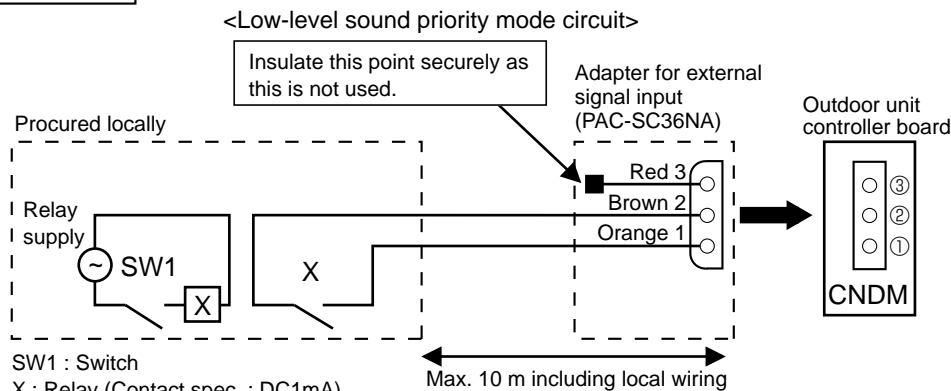 <Low-level sound priority mode circuit>
Insulate this point securely as
this is not used.
Adapter for external
signal input
(PAC-SC36NA)
Outdoor unit
controller board
Procured locally
Red 3
Brown 2
Orange 1
③
②
①
CNDM
Relay
supply
~
SW1
X
X
SW1 : Switch
X : Relay (Contact spec. : DC1mA)
Max. 10 m including local wiring